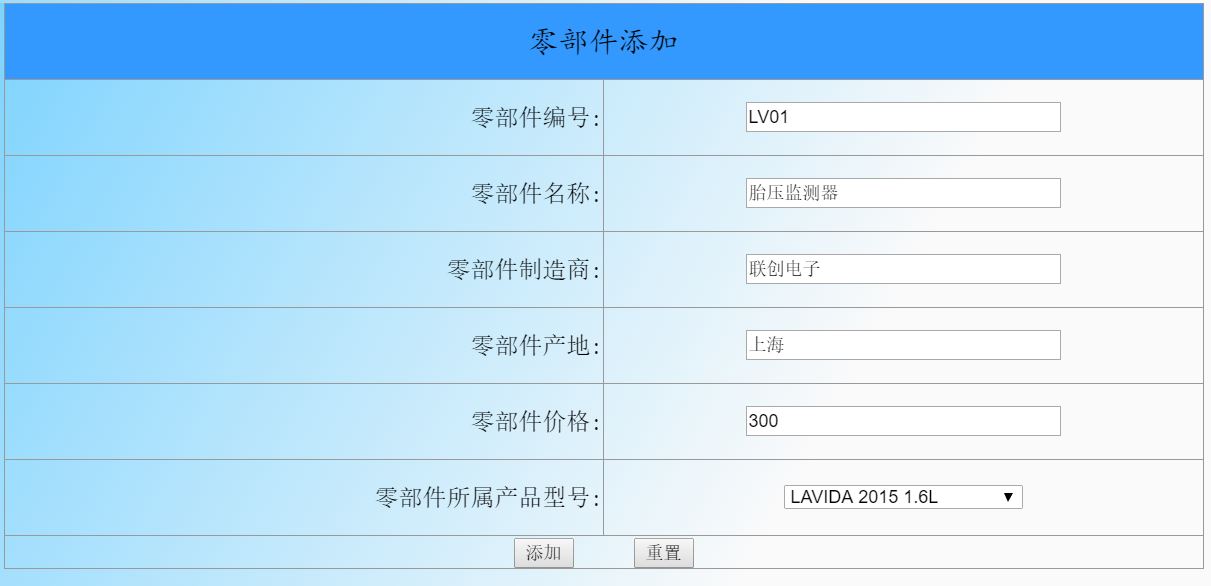 零部件添加
零部件编号: LV01
零部件名称: 胎压监测器
零部件制造商: 联创电子
零部件产地: 上海
零部件价格: 300
零部件所属产品型号: LAVIDA 2015 1.6L ▼
添加 重置